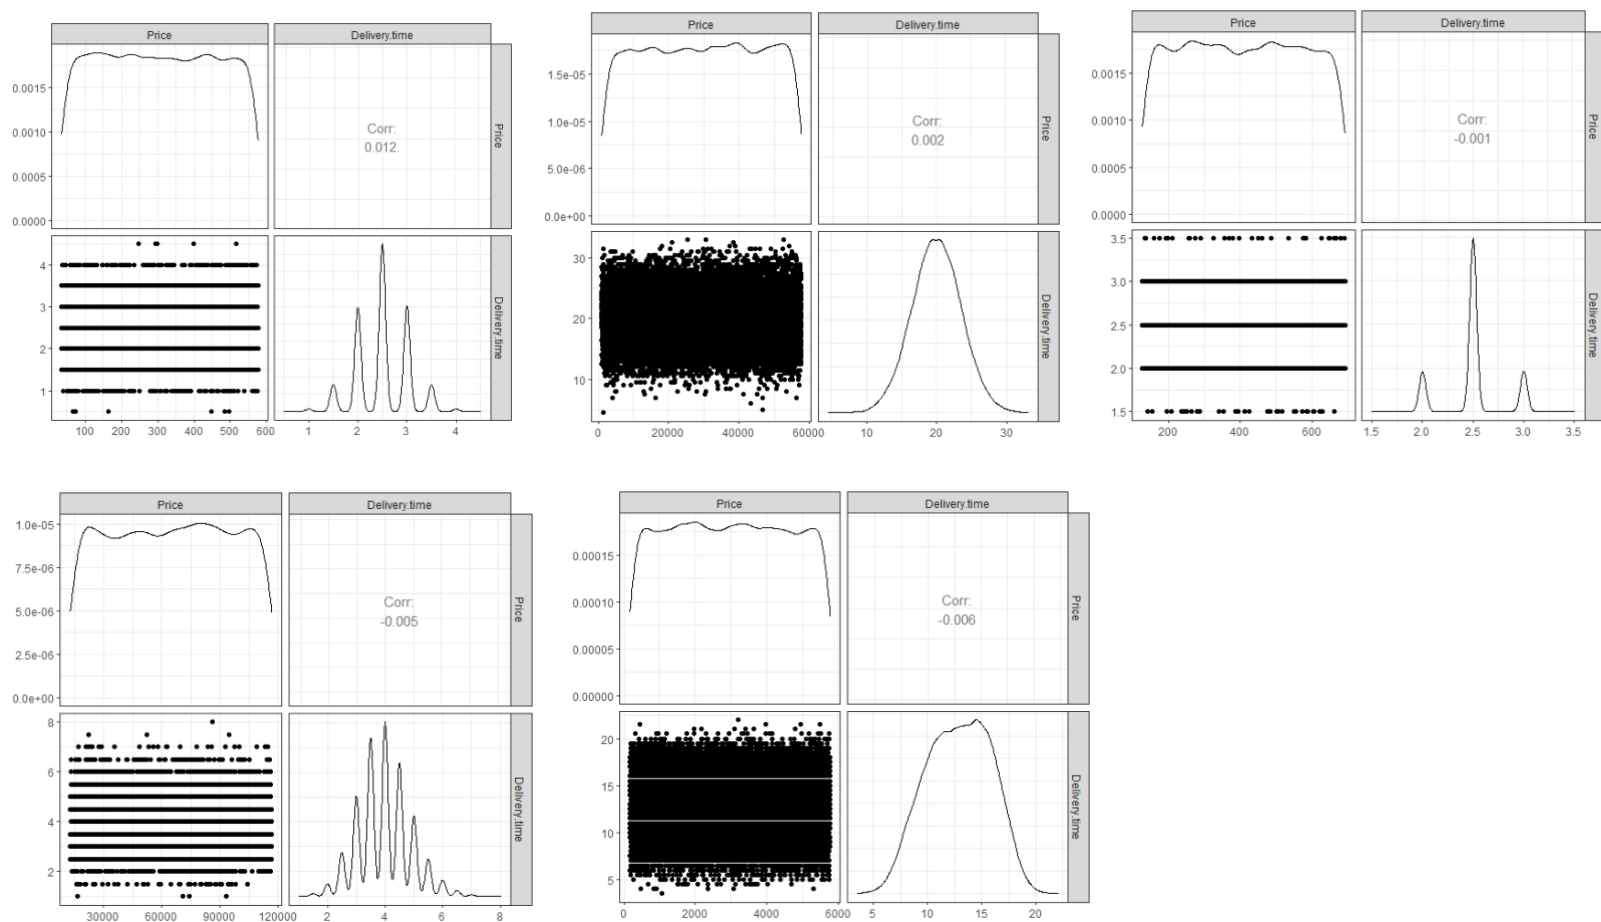 Price Delivery.time
0.0015
0.0010
0.0005
0.0000
Corr:
0.012.
Price
4
3
2
1
Delivery.time
100 200 300 400 500 600
1 2 3 4
Price Delivery.time
1.5e-05
1.0e-05
5.0e-06
0.0e+00
Corr:
0.002
Price
30
20
10
Delivery.time
0 20000 40000 60000
10 20 30
Price Delivery.time
0.0015
0.0010
0.0005
0.0000
Corr:
-0.001
Price
3.5
3.0
2.5
2.0
1.5
Delivery.time
200 400 600
1.5 2.0 2.5 3.0 3.5
Price Delivery.time
1.0e-05
7.5e-06
5.0e-06
2.5e-06
0.0e+00
Corr:
-0.005
Price
8
6
4
2
Delivery.time
30000 60000 90000 120000
2 4 6 8
Price Delivery.time
0.00015
0.00010
0.00005
0.00000
Corr:
-0.006
Price
20
15
10
5
Delivery.time
0 2000 4000 6000
5 10 15 20